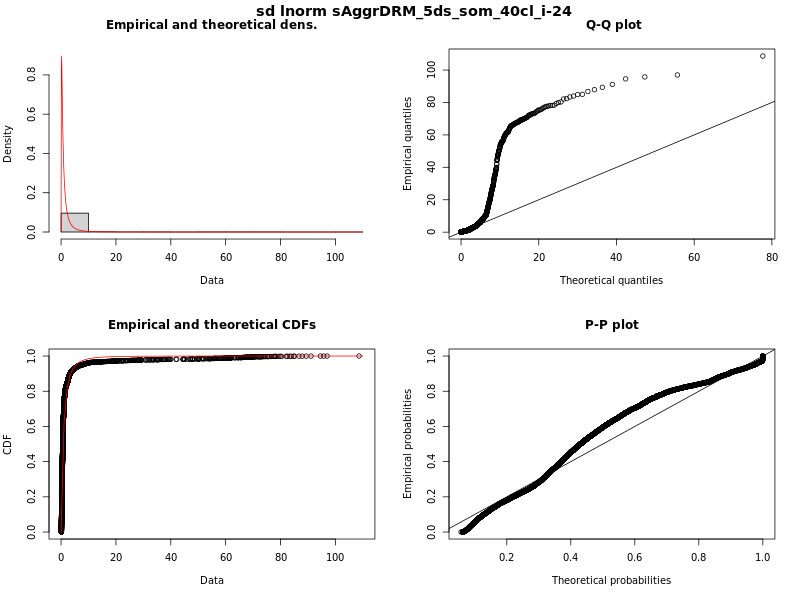 sd lnorm sAggrDRM_5ds_som_40cl_i-24
Empirical and theoretical dens.
Density
0.0 0.2 0.4 0.6 0.8
0 20 40 60 80 100
Data
Q-Q plot
Empirical quantiles
0 20 40 60 80 100
0 20 40 60 80
Theoretical quantiles
Empirical and theoretical CDFs
CDF
0.0 0.2 0.4 0.6 0.8 1.0
0 20 40 60 80 100
Data
P-P plot
Empirical probabilities
0.0 0.2 0.4 0.6 0.8 1.0
0.2 0.4 0.6 0.8 1.0
Theoretical probabilities